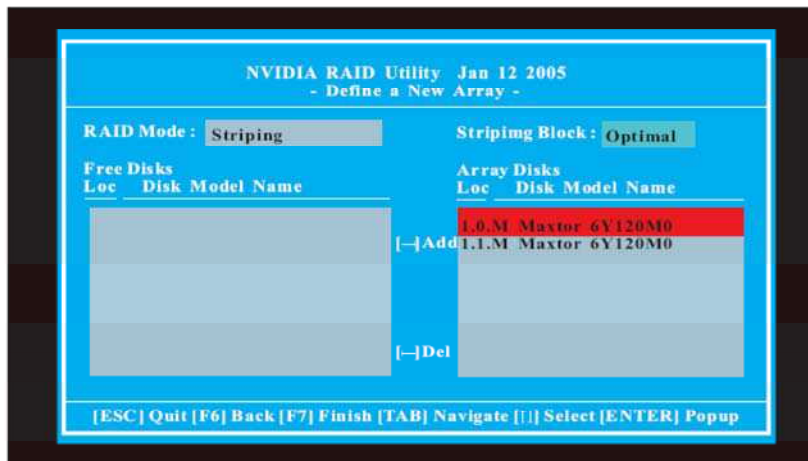 NVIDIA RAID Utility Jan 12 2005
- Define a New Array -
RAID Mode : Striping
Stripimg Block : Optimal
Free Disks
Loc Disk Model Name
Array Disks
Loc Disk Model Name
1.0.M Maxtor 6Y120M0
[—]Add
1.1.M Maxtor 6Y120M0
[—]Del
[ESC] Quit [F6] Back [F7] Finish [TAB] Navigate [▯▯] Select [ENTER] Popup